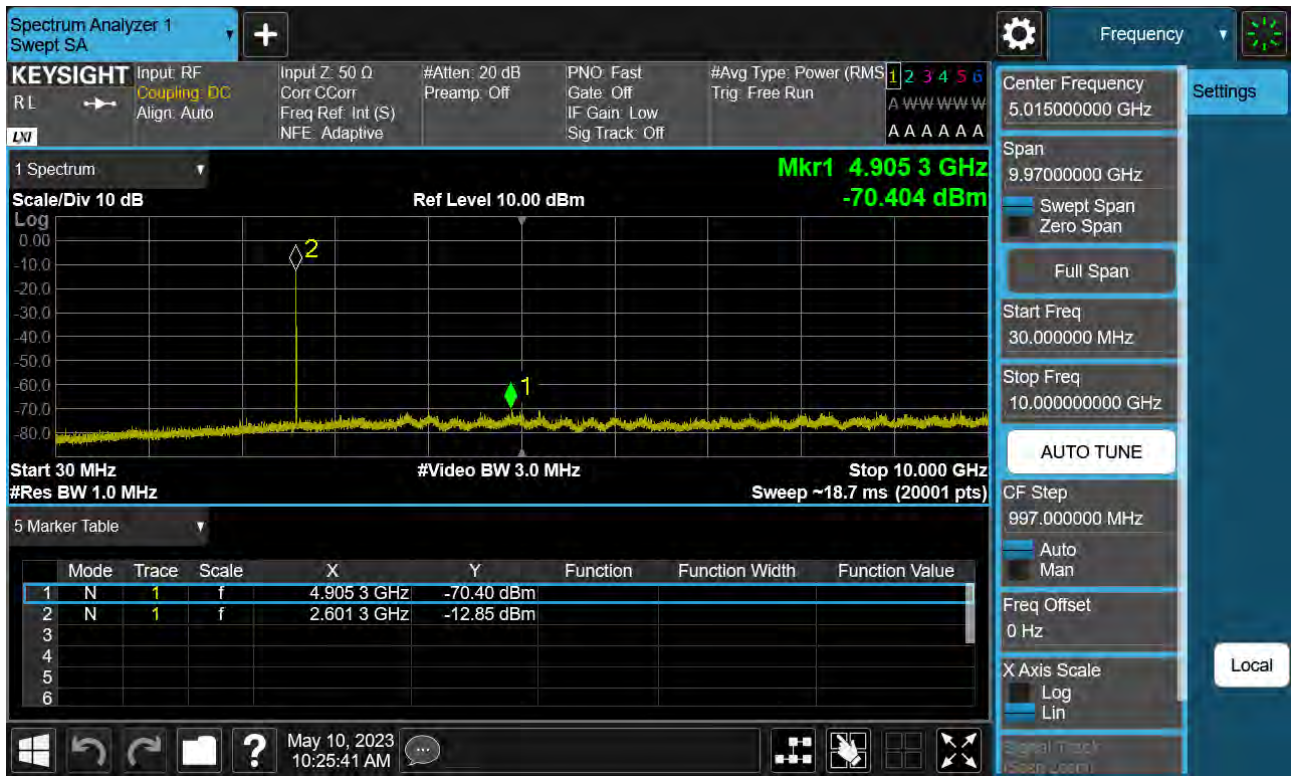 Spectrum Analyzer 1
Swept SA
Frequency
KEYSIGHT
RL
LXI
Input: RF
Coupling: DC
Align: Auto
Input Z: 50 Ω
Corr CCorr
Freq Ref: Int (S)
NFE: Adaptive
#Atten: 20 dB
Preamp: Off
PNO: Fast
Gate: Off
IF Gain: Low
Sig Track: Off
#Avg Type: Power (RMS
Trig: Free Run
1 2 3 4 5 6
A W W W W W
A A A A A A
1 Spectrum
Mkr1 4.905 3 GHz
-70.404 dBm
Scale/Div 10 dB
Ref Level 10.00 dBm
Log
0.00
-10.0
-20.0
-30.0
-40.0
-50.0
-60.0
-70.0
-80.0
2
1
Start 30 MHz
#Video BW 3.0 MHz
Stop 10.000 GHz
#Res BW 1.0 MHz
Sweep ~18.7 ms (20001 pts)
5 Marker Table
Mode Trace Scale X Y Function Function Width Function Value
1 N 1 f 4.905 3 GHz -70.40 dBm
2 N 1 f 2.601 3 GHz -12.85 dBm
3
4
5
6
May 10, 2023
10:25:41 AM
Center Frequency
5.015000000 GHz
Settings
Span
9.97000000 GHz
Swept Span
Zero Span
Full Span
Start Freq
30.000000 MHz
Stop Freq
10.000000000 GHz
AUTO TUNE
CF Step
997.000000 MHz
Auto
Man
Freq Offset
0 Hz
X Axis Scale
Log
Lin
Local
Signal Track
(Span Zoom)